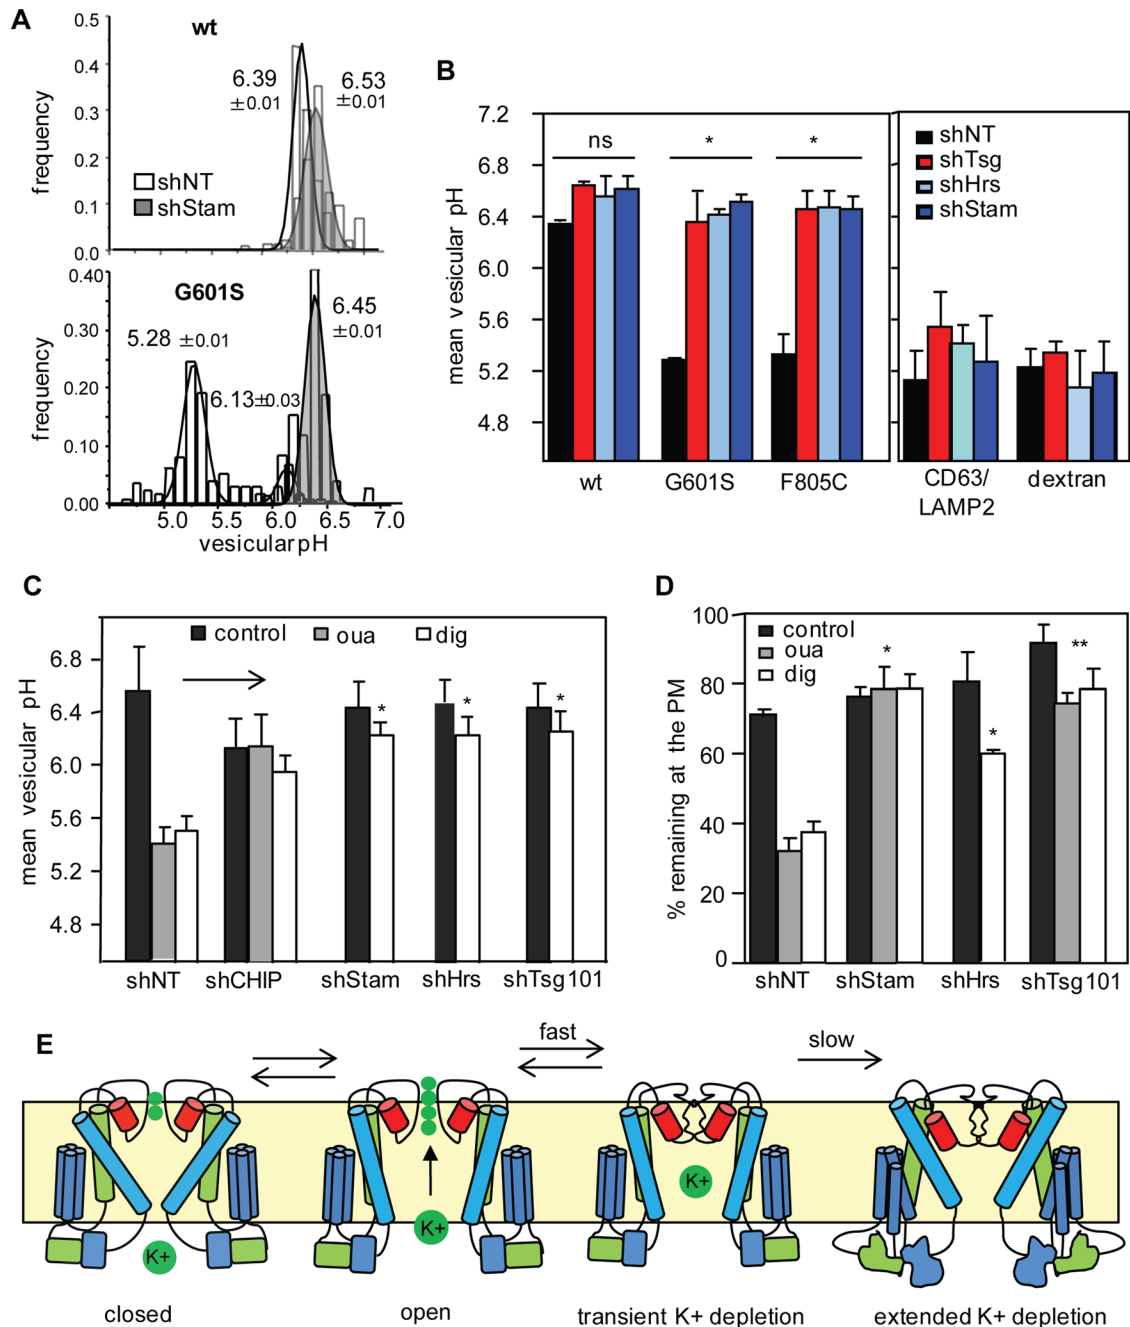 A
wt
0.5
0.4
0.3
0.2
0.1
0.0
frequency
6.39
±0.01
6.53
±0.01
shNT
shStam
G601S
0.40
0.30
0.20
0.10
0.00
frequency
5.28 ±0.01
6.13±0.03
6.45
±0.01
5.0 5.5 6.0 6.5 7.0
vesicularpH
B
7.2
6.8
6.4
6.0
5.6
5.2
4.8
mean vesicular pH
ns * *
wt G601S F805C
shNT
shTsg
shHrs
shStam
CD63/
LAMP2
dextran
C
control oua dig
6.8
6.4
6.0
5.6
5.2
4.8
mean vesicular pH
* * *
shNT shCHIP shStam shHrs shTsg101
D
100
80
60
40
20
0
% remaining at the PM
control
oua
dig
* * **
shNT shStam shHrs shTsg101
E
fast
slow
K+
K+
K+
closed open transient K+ depletion extended K+ depletion